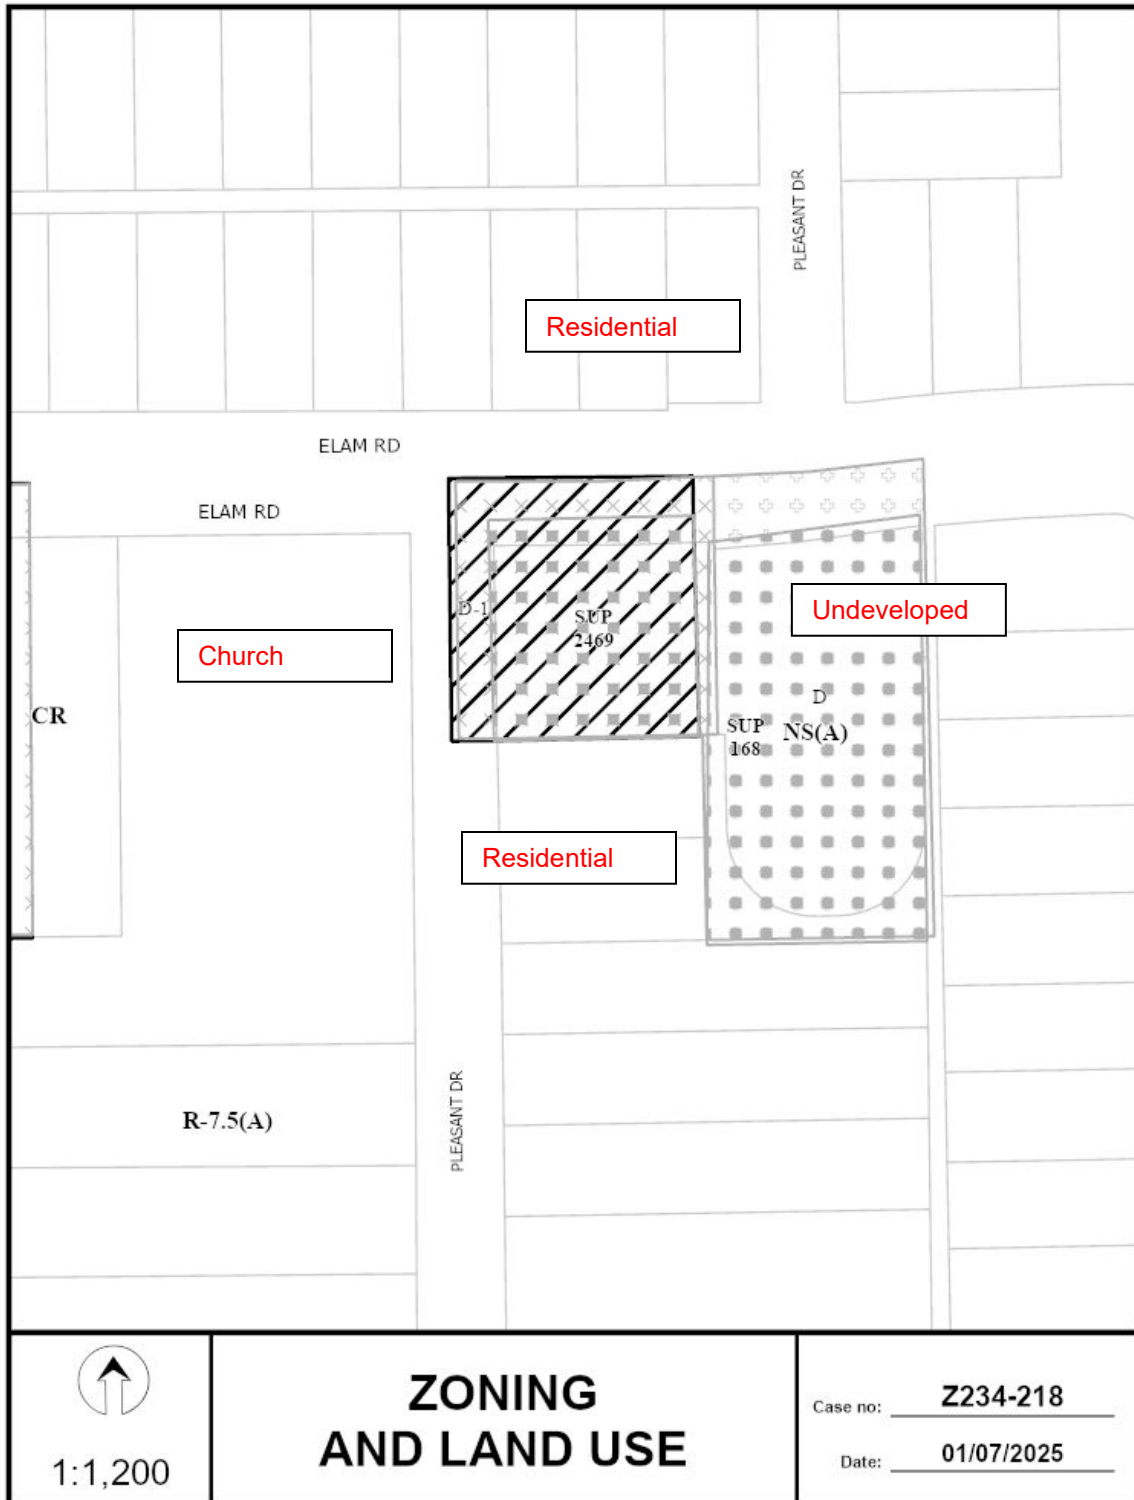 PLEASANT DR
Residential
ELAM RD
ELAM RD
D-1
SUP
2469
Undeveloped
Church
CR
D
SUP
168
NS(A)
Residential
PLEASANT DR
R-7.5(A)
1:1,200
ZONING
AND LAND USE
Case no: Z234-218
Date: 01/07/2025